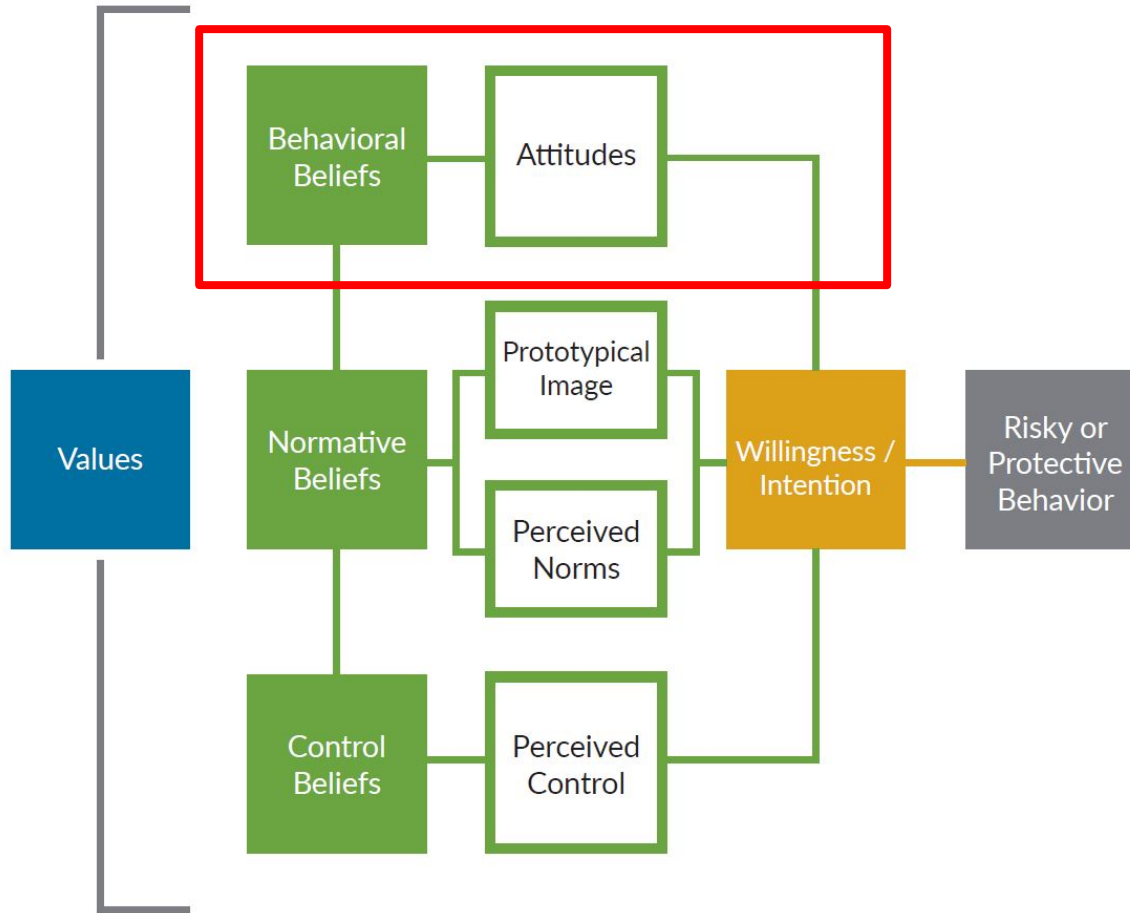 Behavioral
Beliefs
Attitudes
Prototypical
Image
Values
Normative
Beliefs
Willingness /
Intention
Risky or
Protective
Behavior
Perceived
Norms
Control
Beliefs
Perceived
Control